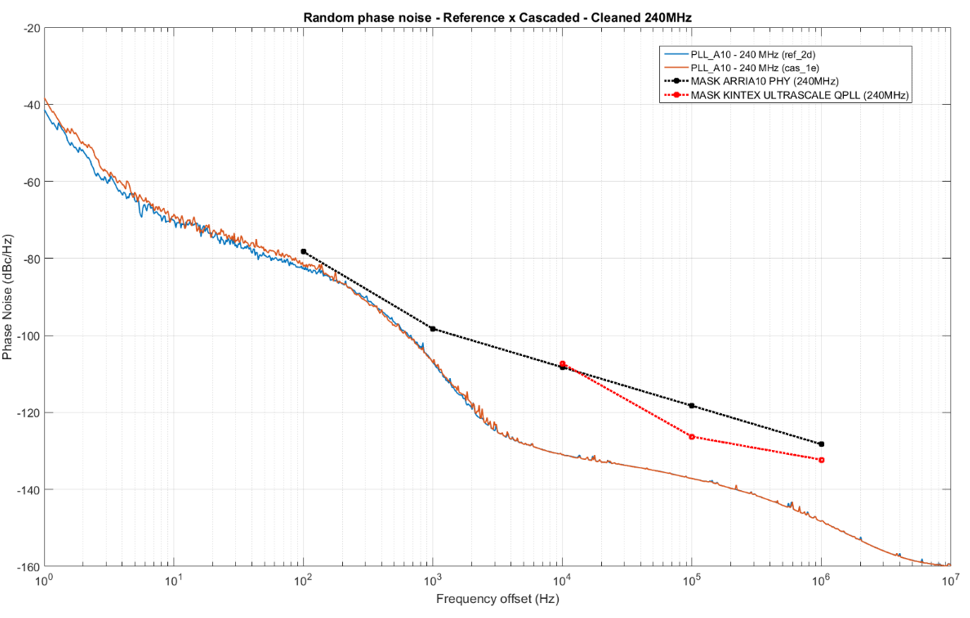 Random phase noise - Reference x Cascaded - Cleaned 240MHz
PLL_A10 - 240 MHz (ref_2d)
PLL_A10 - 240 MHz (cas_1e)
MASK ARRIA10 PHY (240MHz)
MASK KINTEX ULTRASCALE QPLL (240MHz)
Phase Noise (dBc/Hz)
-20
-40
-60
-80
-100
-120
-140
-160
10⁰ 10¹ 10² 10³ 10⁴ 10⁵ 10⁶ 10⁷
Frequency offset (Hz)